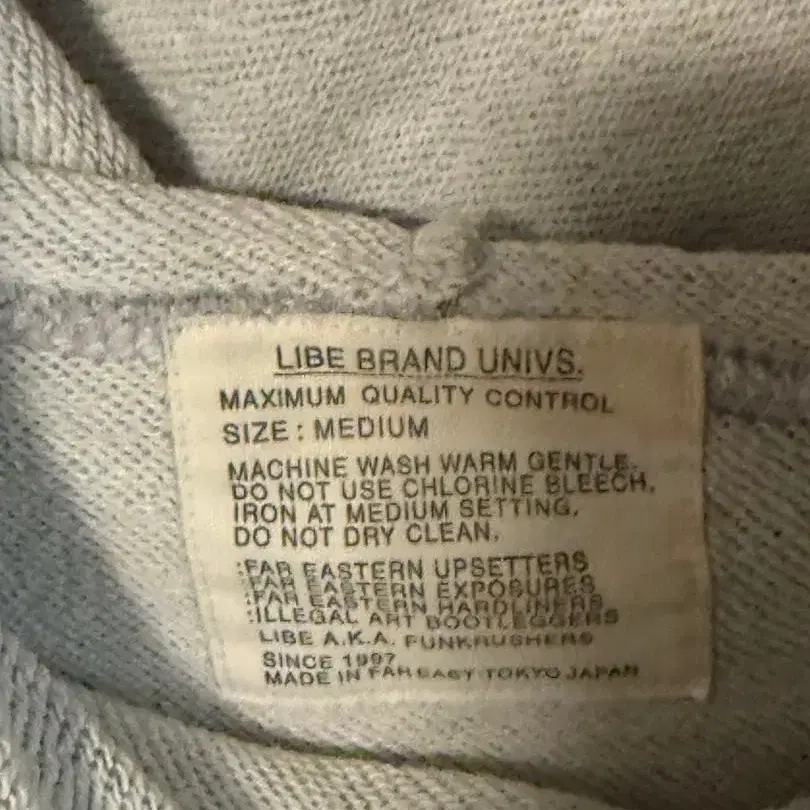 LIBE BRAND UNIVS.
MAXIMUM QUALITY CONTROL
SIZE : MEDIUM
MACHINE WASH WARM GENTLE.
DO NOT USE CHLORINE BLEECH.
IRON AT MEDIUM SETTING.
DO NOT DRY CLEAN.
:FAR EASTERN UPSETTERS
:FAR EASTERN EXPOSURES
:FAR EASTERN HARDLINERS
:ILLEGAL ART BOOTLEGGERS
LIBE A.K.A. FUNKRUSHERS
SINCE 1997
MADE IN FAR EAST TOKYO JAPAN